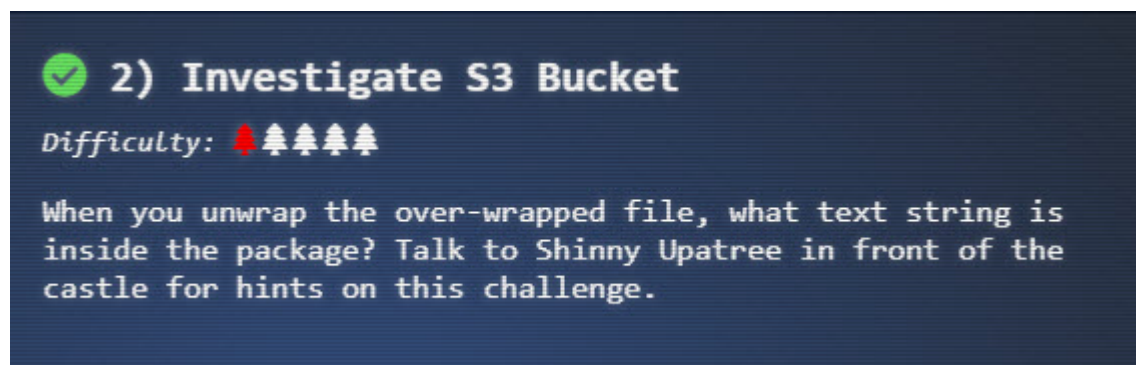 2) Investigate S3 Bucket
Difficulty:
When you unwrap the over-wrapped file, what text string is
inside the package? Talk to Shinny Upatree in front of the
castle for hints on this challenge.